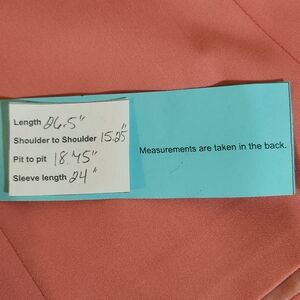 Length 26.5"
Shoulder to Shoulder 15.25"
Pit to pit 18.75"
Sleeve length 24"
Measurements are taken in the back.